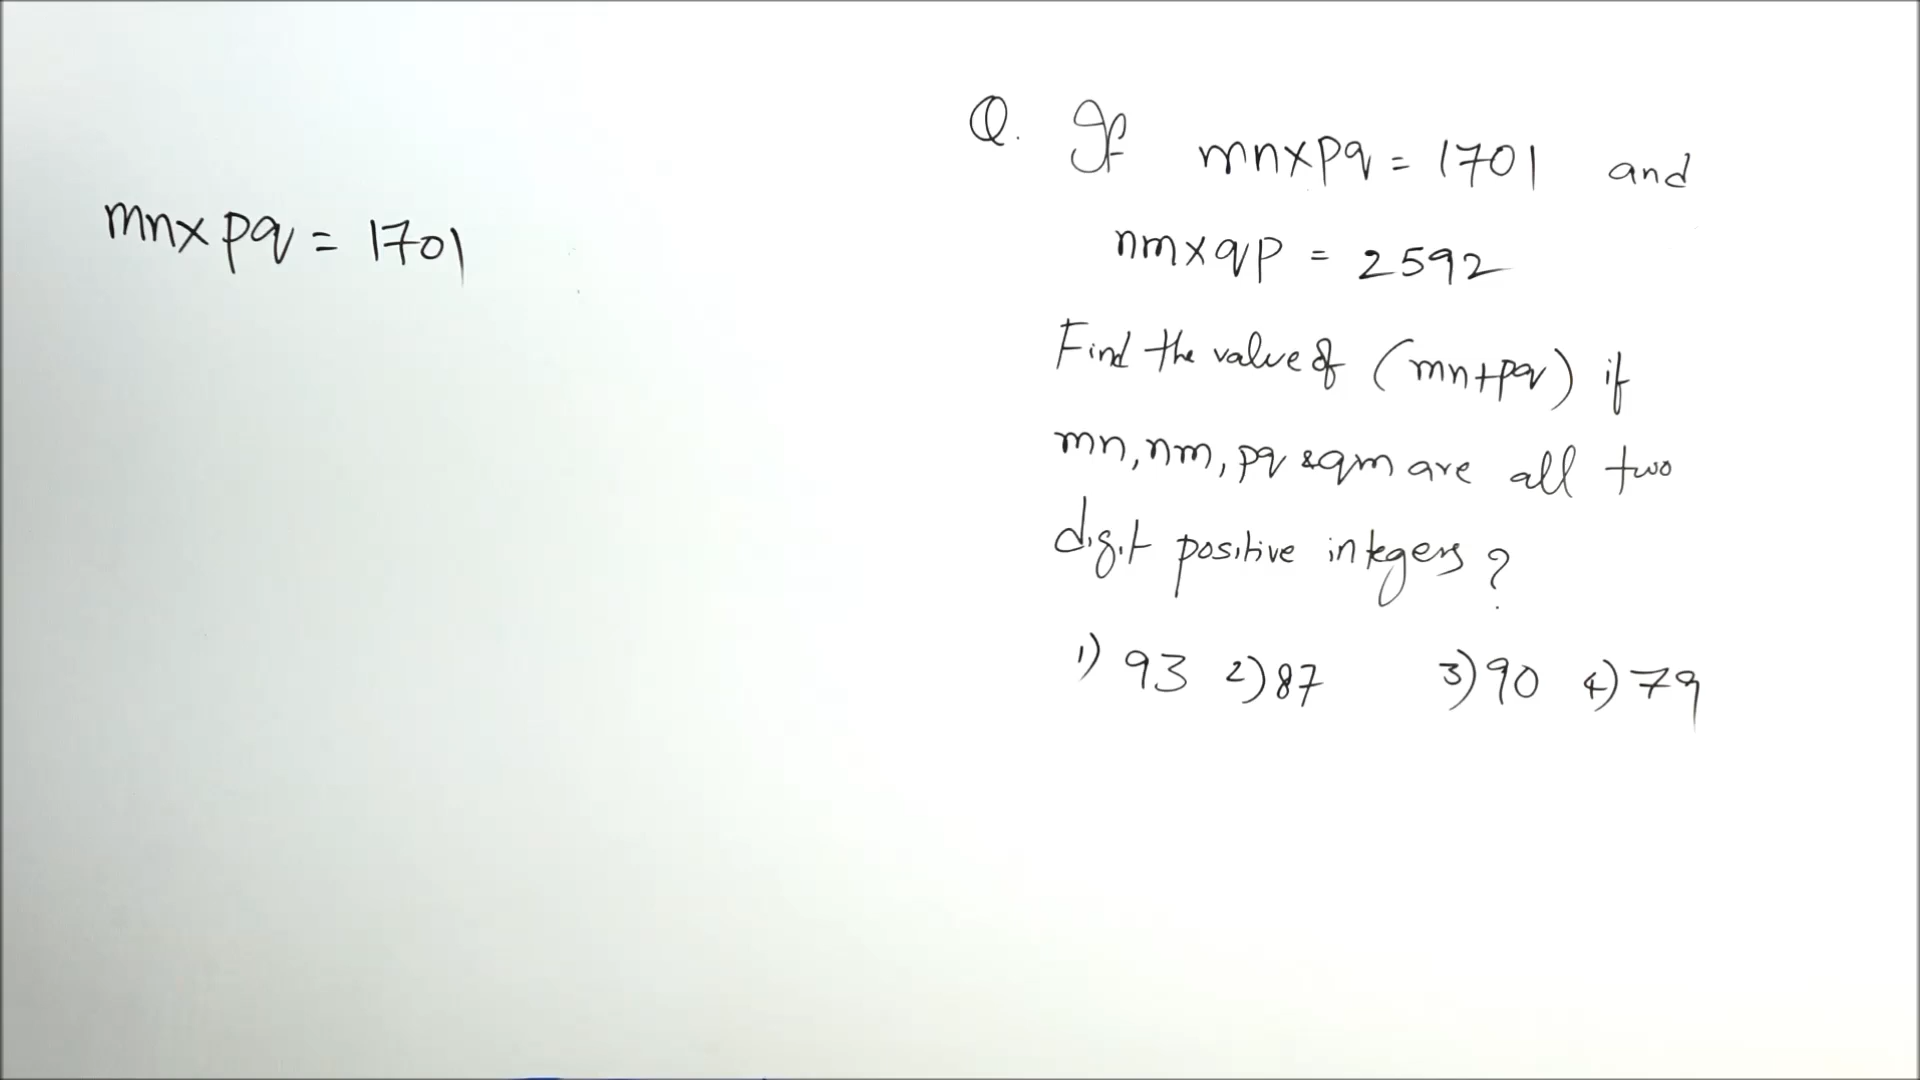 mn×pq = 1701
Q. If mn×pq = 1701 and
nm×qp = 2592
Find the value of (mn+pq) if
mn, nm, pq & qm are all two
digit positive integers?
1) 93 2) 87 3) 90 4) 79